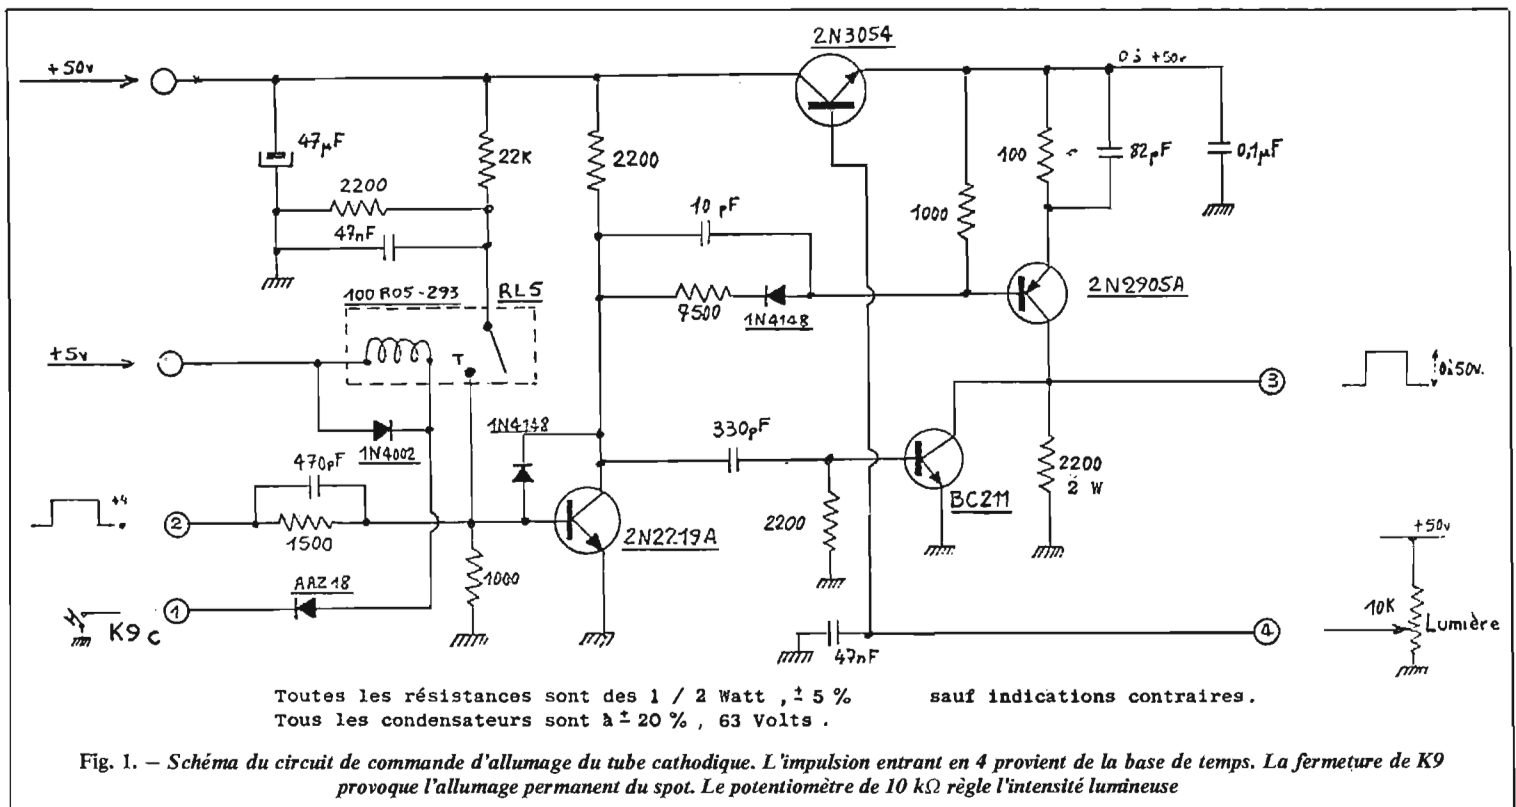 2N3054
+50v
0 à +50v
47µF
22K
2200
100
82pF
0,1µF
2200
10 pF
1000
47nF
100R05-293
RL5
7500
1N4148
2N2905A
+5v
T
3
0à50v.
1N4148
330pF
1N4002
470pF
2200
2 W
BC211
+4
2
1500
2N2219A
2200
+50v
AAZ18
1000
10K
Lumière
1
K9 c
4
47nF
Toutes les résistances sont des 1 / 2 Watt , ± 5 % sauf indications contraires .
Tous les condensateurs sont à ± 20 % , 63 Volts .
Fig. 1. – Schéma du circuit de commande d'allumage du tube cathodique. L'impulsion entrant en 4 provient de la base de temps. La fermeture de K9
provoque l'allumage permanent du spot. Le potentiomètre de 10 kΩ règle l'intensité lumineuse